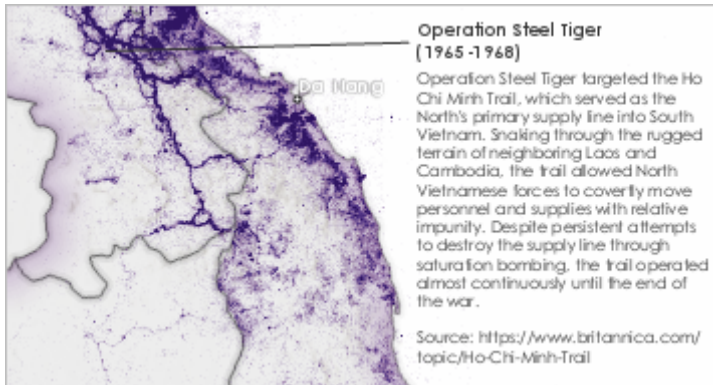 Operation Steel Tiger
(1965 -1968)
Da Nang
Operation Steel Tiger targeted the Ho
Chi Minh Trail, which served as the
North's primary supply line into South
Vietnam. Snaking through the rugged
terrain of neighboring Laos and
Cambodia, the trail allowed North
Vietnamese forces to covertly move
personnel and supplies with relative
impunity. Despite persistent attempts
to destroy the supply line through
saturation bombing, the trail operated
almost continuously until the end of
the war.
Source: https://www.britannica.com/
topic/Ho-Chi-Minh-Trail